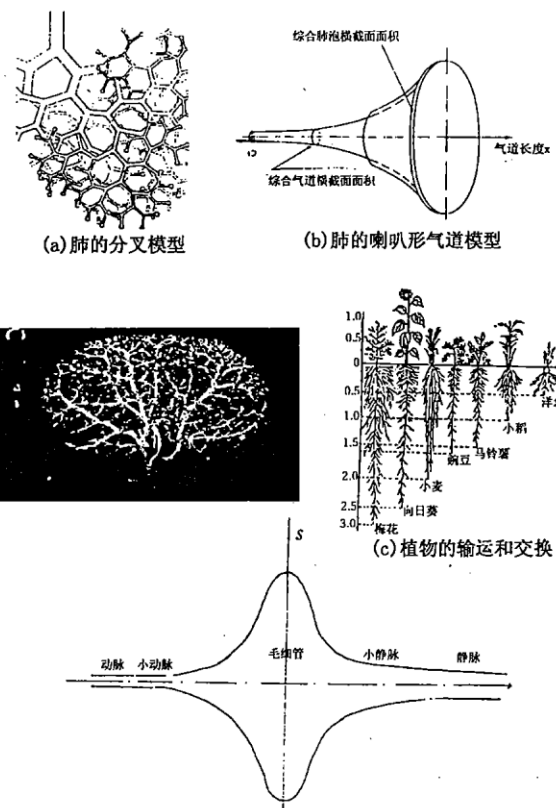 综合肺泡横截面面积
气道长度x
综合气道横截面面积
(a)肺的分叉模型
(b)肺的喇叭形气道模型
1.0
0.5
0
0.5
1.0
1.5
2.0
2.5
3.0
小稻
马铃薯
豌豆
小麦
向日葵
梅花
(c)植物的输运和交换
S
动脉 小动脉 毛细管 小静脉 静脉